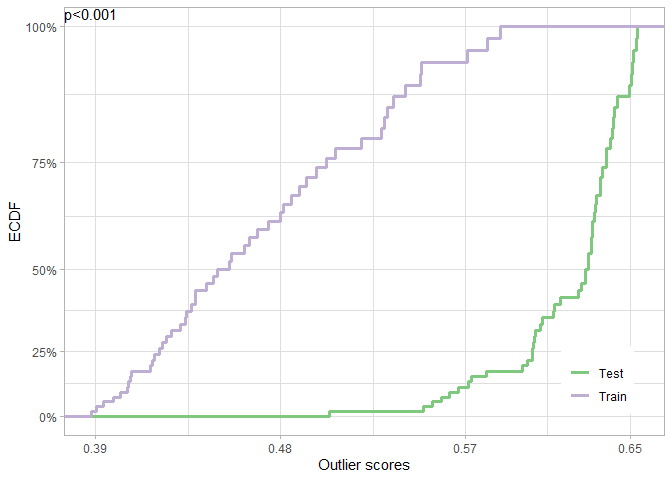 p<0.001
100%
75%
50%
25%
0%
ECDF
Test
Train
0.39 0.48 0.57 0.65
Outlier scores